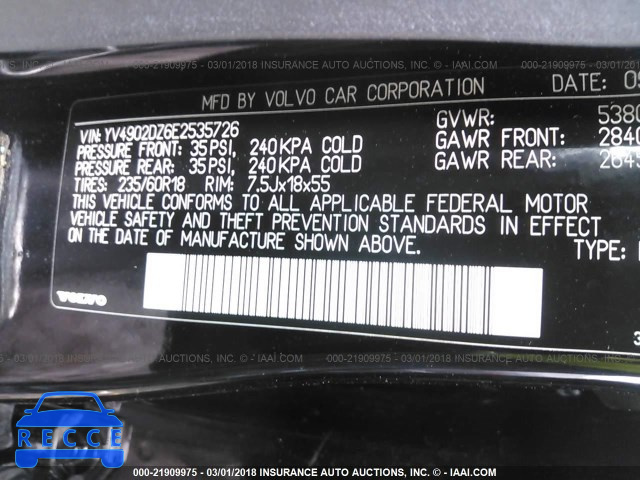 000-21909975 - 03/01/2018 INSURANCE AUTO AUCTIONS, INC. - © IAAI.COM
MFD BY VOLVO CAR CORPORATION
DATE:
VIN: YV4902DZ6E2535726
PRESSURE FRONT: 35PSI, 240KPA COLD
PRESSURE REAR: 35PSI, 240KPA COLD
TIRES: 235/60R18 RIM: 7.5Jx18x55
GVWR: 5380
GAWR FRONT:
GAWR REAR:
THIS VEHICLE CONFORMS TO ALL APPLICABLE FEDERAL MOTOR
VEHICLE SAFETY AND THEFT PREVENTION STANDARDS IN EFFECT
ON THE DATE OF MANUFACTURE SHOWN ABOVE.
TYPE:
VOLVO
000-21909975 - 03/01/2018 INSURANCE AUTO AUCTIONS, INC. - © IAAI.COM
RECCE
000-21909975 - 03/01/2018 INSURANCE AUTO AUCTIONS, INC. - © IAAI.COM